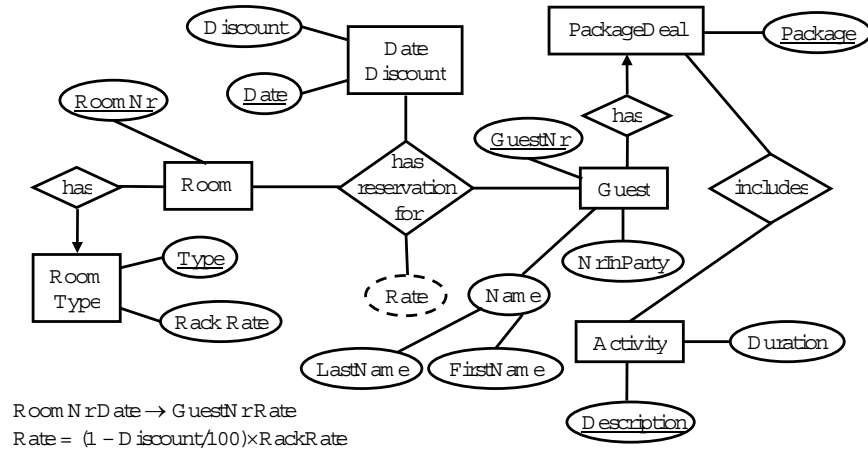 Discount
Date
Discount
Date
PackageDeal
Package
RoomNr
has
GuestNr
has
Room
has
reservation
for
Guest
includes
Room
Type
Type
RackRate
Rate
Name
NrInParty
LastName
FirstName
Activity
Duration
Description
RoomNrDate → GuestNrRate
Rate = (1 – Discount/100)×RackRate